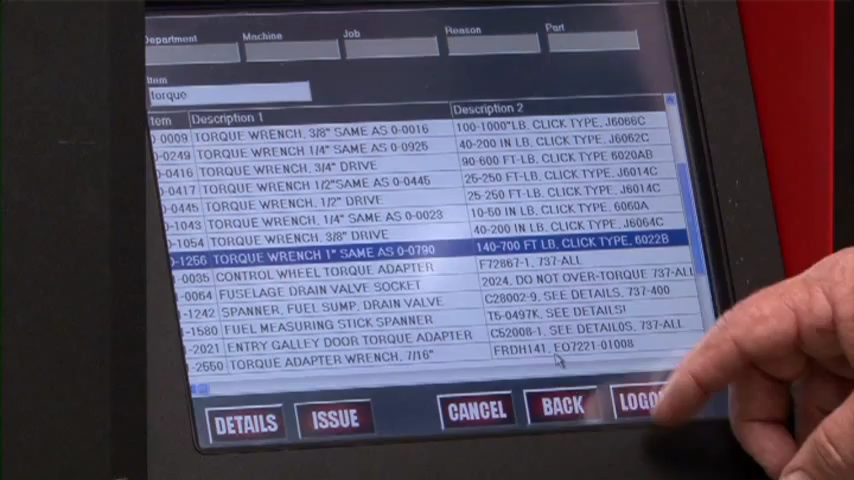 Department Machine Job Reason Part
Item
torque
Item Description 1 Description 2
0-0009 TORQUE WRENCH, 3/8" SAME AS 0-0016 100-1000"LB, CLICK TYPE, J6066C
0-0249 TORQUE WRENCH 1/4" SAME AS 0-0925 40-200 IN LB, CLICK TYPE, J6062C
0-0416 TORQUE WRENCH, 3/4" DRIVE 90-600 FT-LB, CLICK TYPE 6020AB
0-0417 TORQUE WRENCH 1/2"SAME AS 0-0445 25-250 FT-LB, CLICK TYPE, J6014C
0-0445 TORQUE WRENCH, 1/2" DRIVE 25-250 FT-LB, CLICK TYPE, J6014C
0-1043 TORQUE WRENCH, 1/4" SAME AS 0-0023 10-50 IN LB, CLICK TYPE, 6060A
0-1054 TORQUE WRENCH, 3/8" DRIVE 40-200 IN LB, CLICK TYPE, J6064C
0-1256 TORQUE WRENCH 1" SAME AS 0-0790 140-700 FT LB, CLICK TYPE, 6022B
-0035 CONTROL WHEEL TORQUE ADAPTER F72867-1, 737-ALL
-0064 FUSELAGE DRAIN VALVE SOCKET 2024, DO NOT OVER-TORQUE 737-ALL
-1242 SPANNER, FUEL SUMP, DRAIN VALVE C28002-9, SEE DETAILS, 737-400
-1580 FUEL MEASURING STICK SPANNER T5-0497K, SEE DETAILS!
-2021 ENTRY GALLEY DOOR TORQUE ADAPTER C52008-1, SEE DETAILOS, 737-ALL
-2550 TORQUE ADAPTER WRENCH, 7/16" FRDH141, EO7221-01008
DETAILS ISSUE CANCEL BACK LOGO